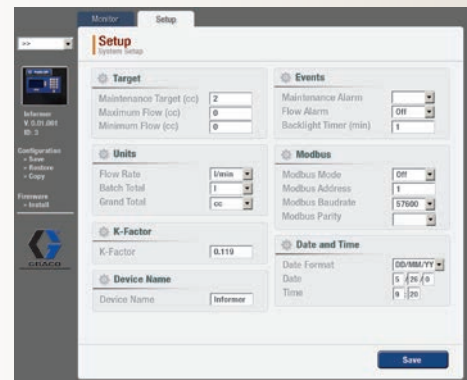 Monitor Setup
>>
Setup
System Setup
Informer
V. 0.01.001
ID: 3
Configuration
» Save
» Restore
» Copy
Firmware
» Install
GRACO
Target
Maintenance Target (cc) 2
Maximum Flow (cc) 0
Minimum Flow (cc) 0
Units
Flow Rate l/min
Batch Total l
Grand Total cc
K-Factor
K-Factor 0.119
Device Name
Device Name Informer
Events
Maintenance Alarm
Flow Alarm Off
Backlight Timer (min) 1
Modbus
Modbus Mode Off
Modbus Address 1
Modbus Baudrate 57600
Modbus Parity
Date and Time
Date Format DD/MM/YY
Date 5 / 26 / 0
Time 9 : 20
Save